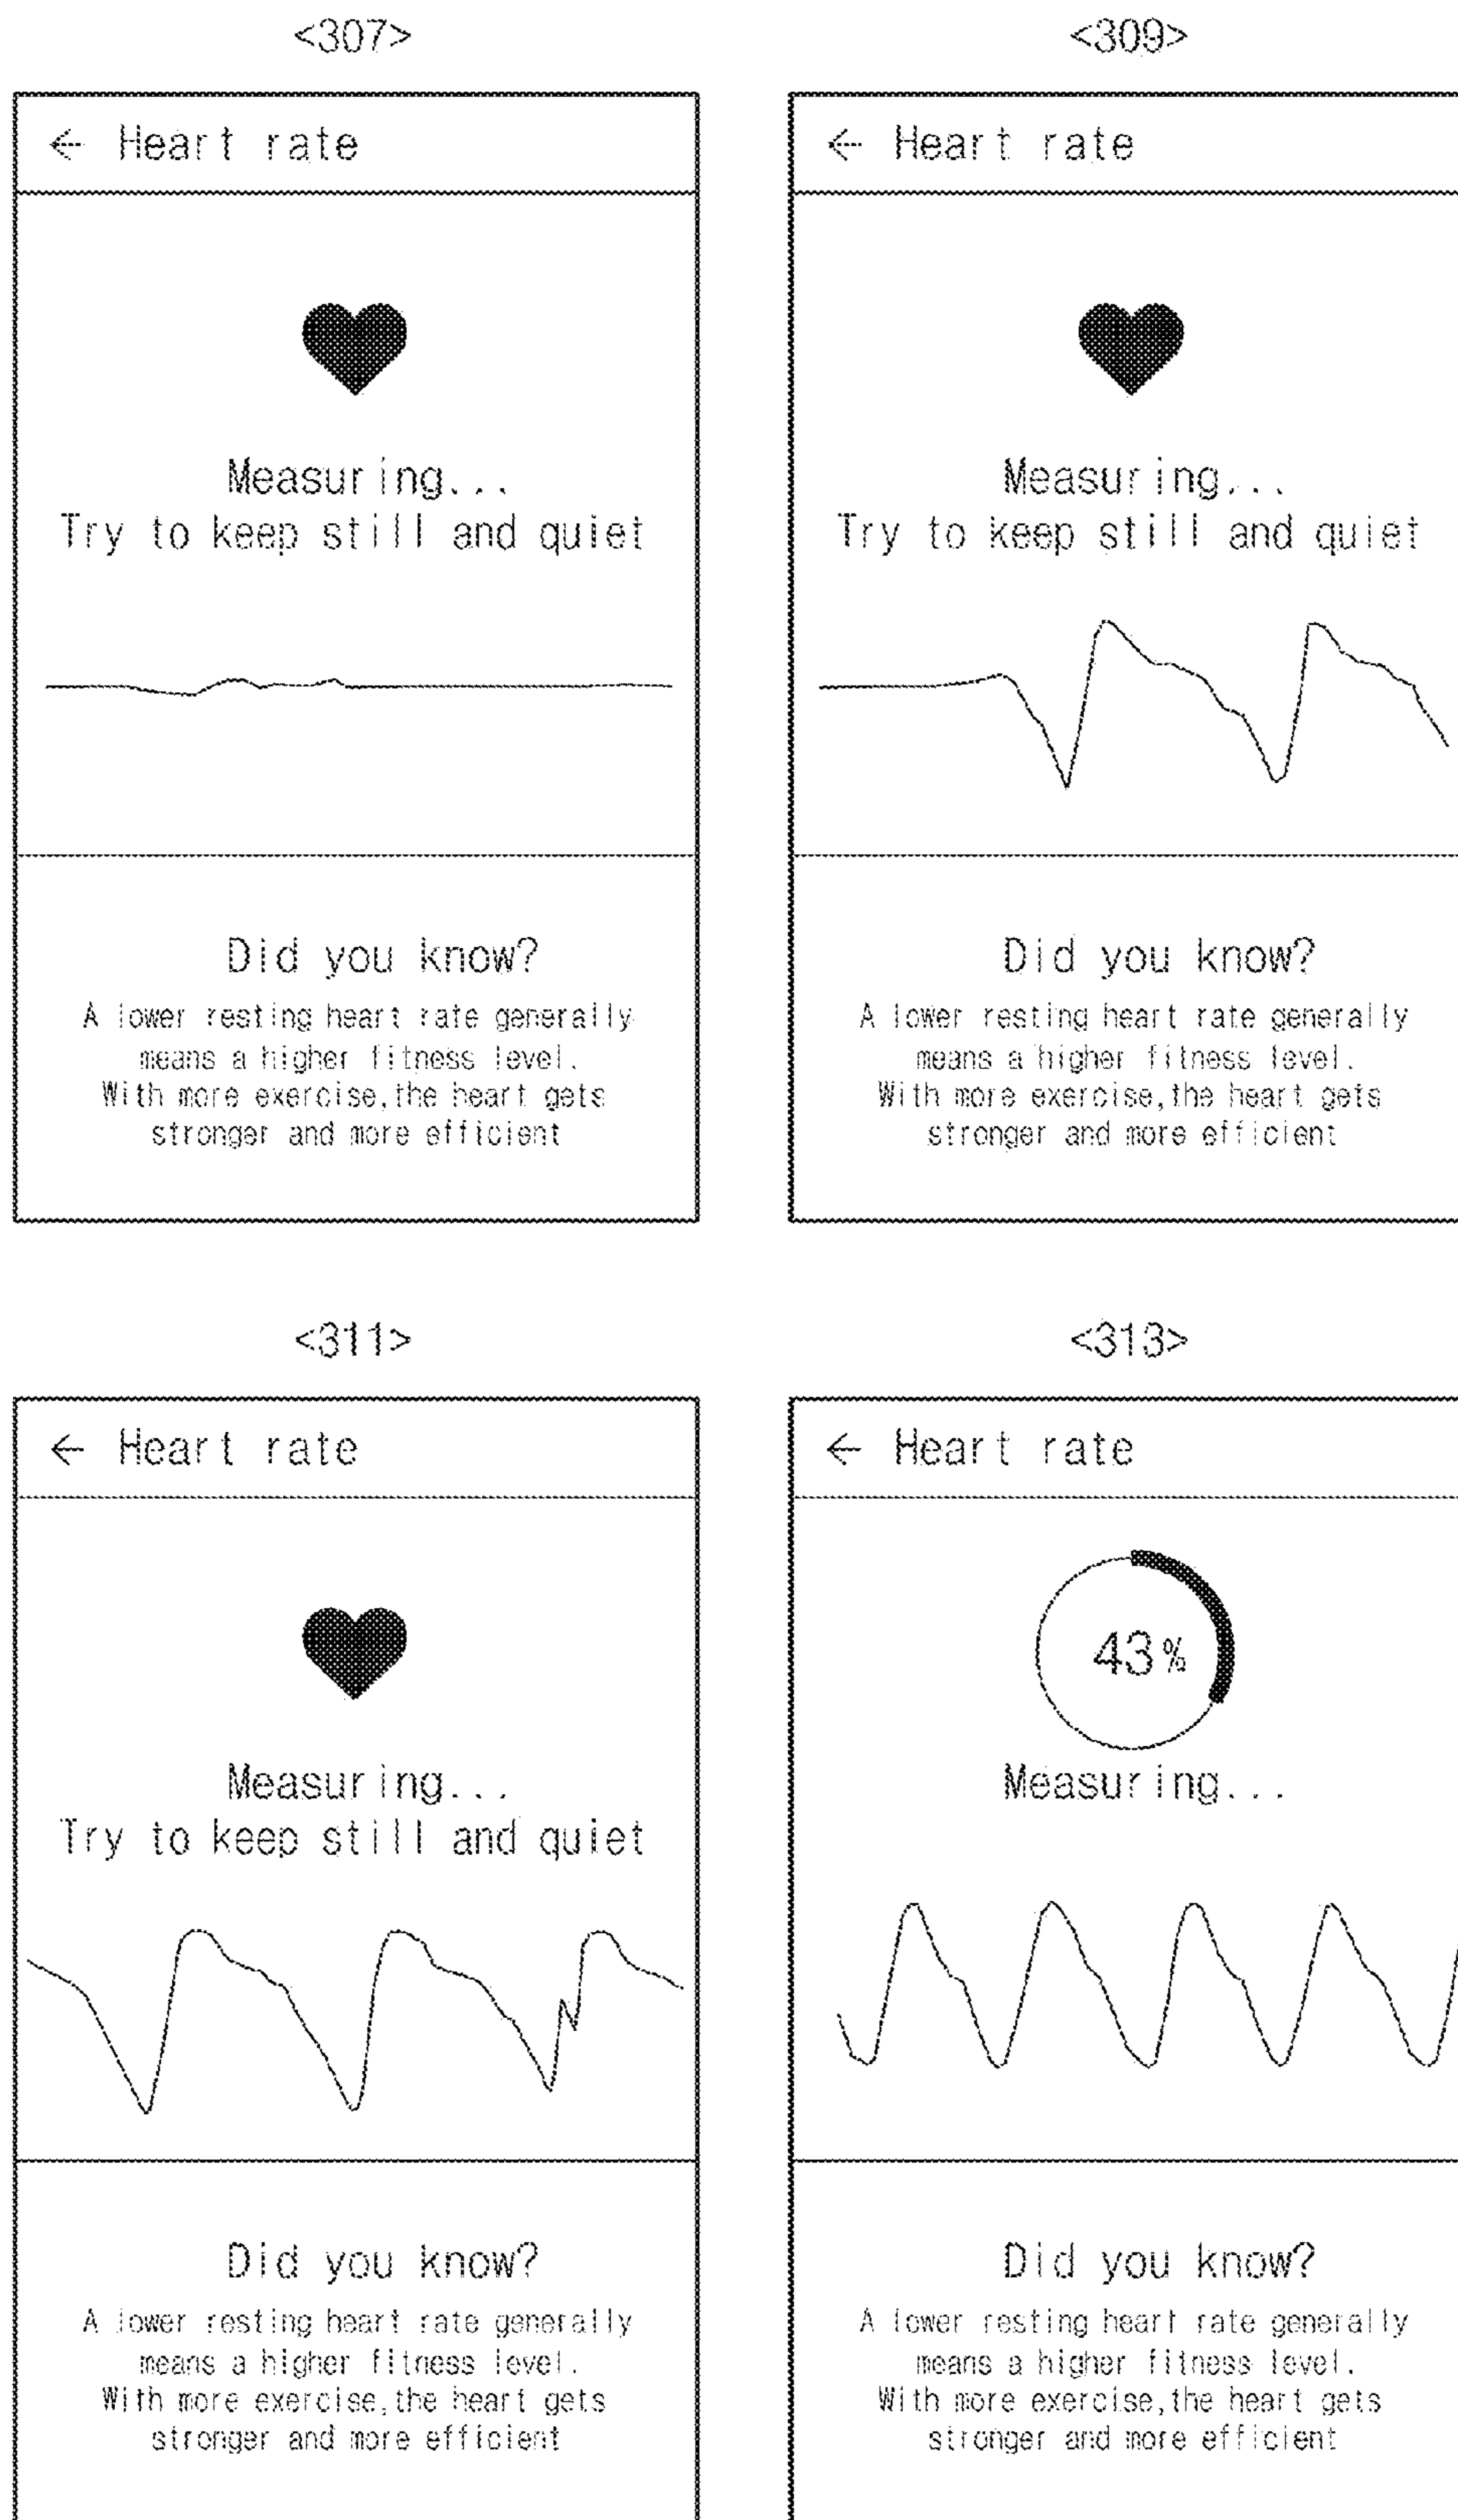 <307>
← Heart rate
Measuring...
Try to keep still and quiet
Did you know?
A lower resting heart rate generally
means a higher fitness level.
With more exercise,the heart gets
stronger and more efficient
<309>
← Heart rate
Measuring...
Try to keep still and quiet
Did you know?
A lower resting heart rate generally
means a higher fitness level.
With more exercise,the heart gets
stronger and more efficient
<311>
← Heart rate
Measuring...
Try to keep still and quiet
Did you know?
A lower resting heart rate generally
means a higher fitness level.
With more exercise,the heart gets
stronger and more efficient
<313>
← Heart rate
43%
Measuring...
Did you know?
A lower resting heart rate generally
means a higher fitness level.
With more exercise,the heart gets
stronger and more efficient